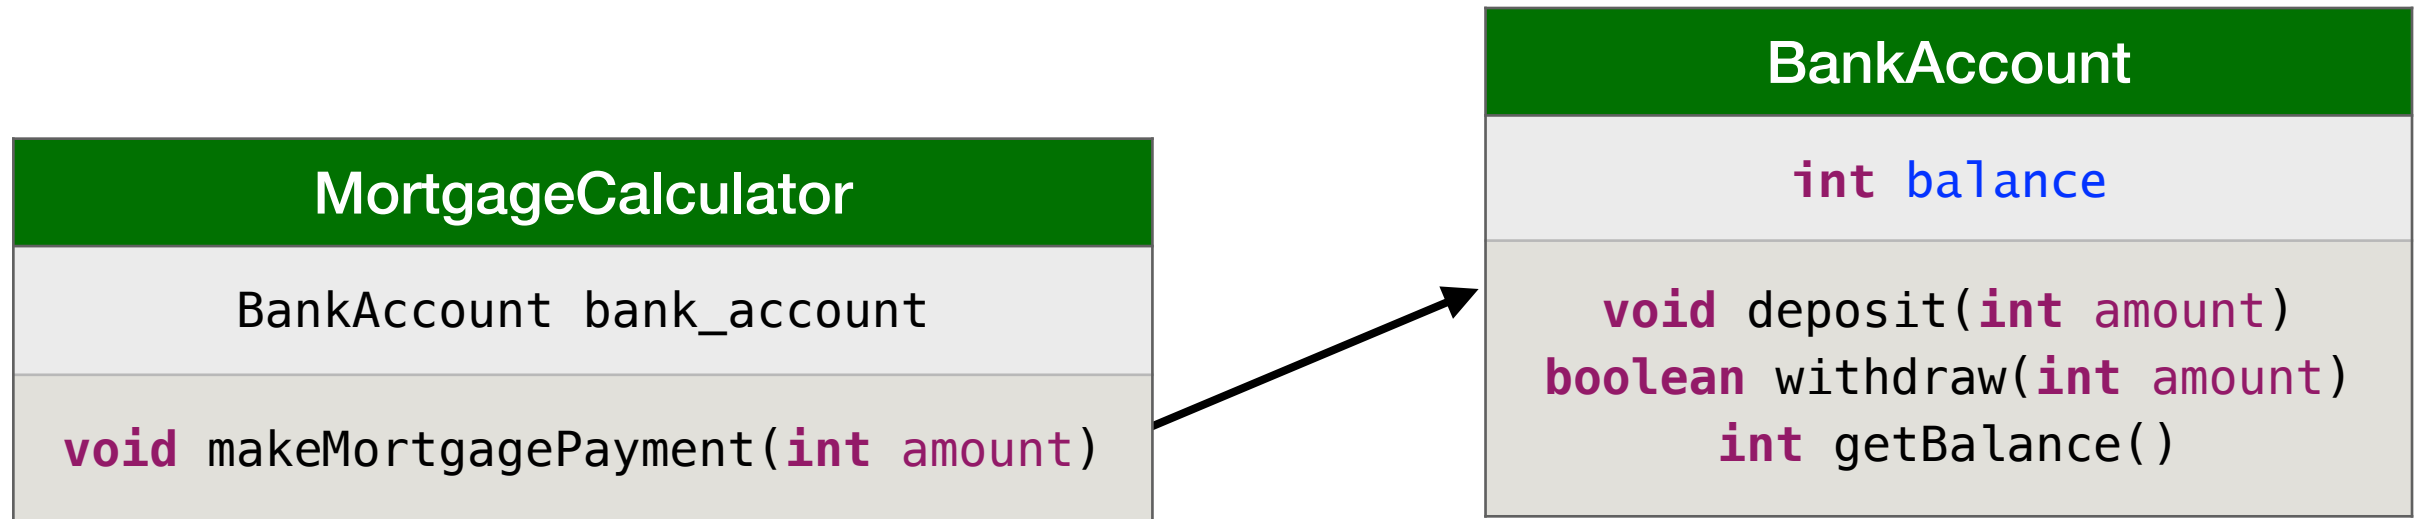 MortgageCalculator
BankAccount bank_account
void makeMortgagePayment(int amount)
BankAccount
int balance
void deposit(int amount)
boolean withdraw(int amount)
int getBalance()